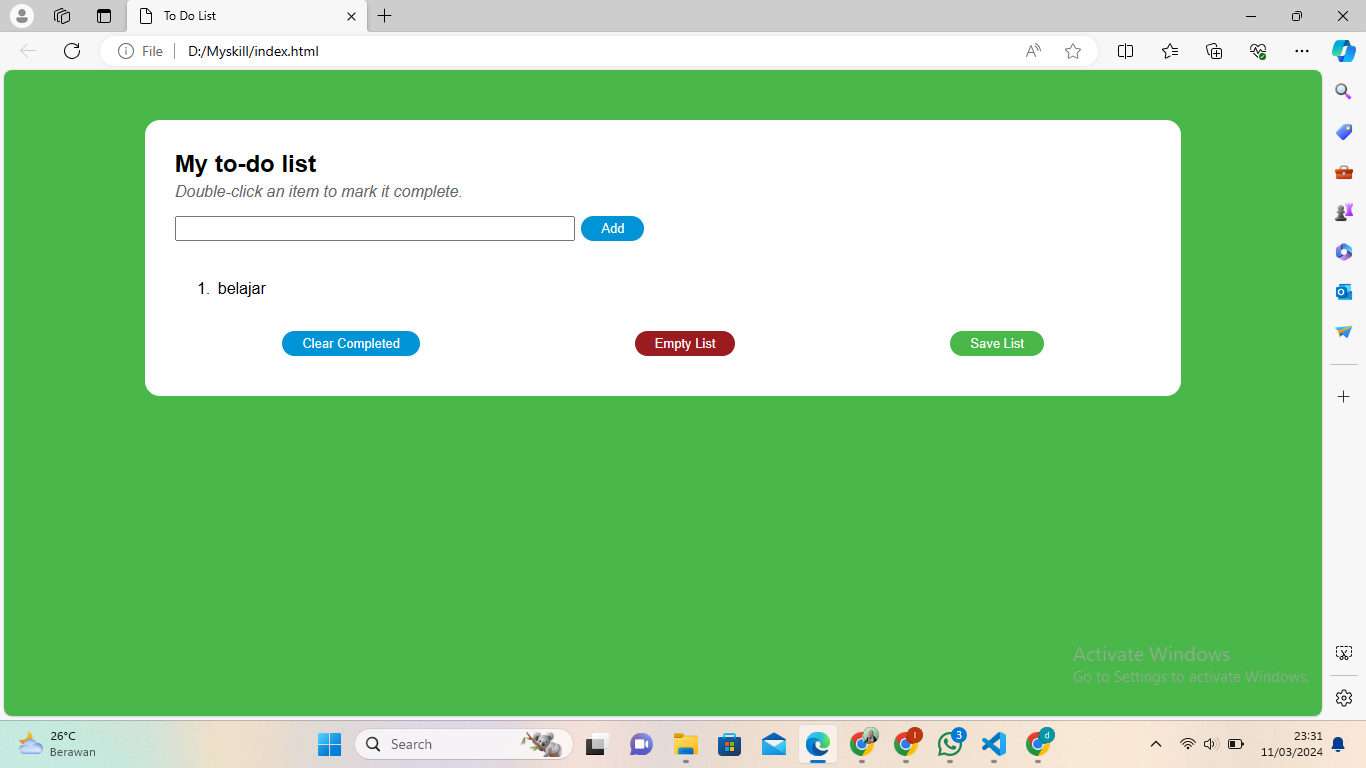 To Do List
File
D:/Myskill/index.html
My to-do list
Double-click an item to mark it complete.
Add
1. belajar
Clear Completed
Empty List
Save List
Activate Windows
Go to Settings to activate Windows.
26°C
Berawan
Search
1
3
d
23:31
11/03/2024